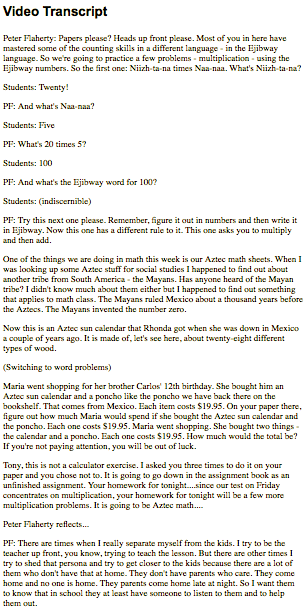 Video Transcript
Peter Flaherty: Papers please? Heads up front please. Most of you in here have
mastered some of the counting skills in a different language - in the Ejibway
language. So we're going to practice a few problems - multiplication - using the
Ejibway numbers. So the first one: Niizh-ta-na times Naa-naa. What's Niizh-ta-na?
Students: Twenty!
PF: And what's Naa-naa?
Students: Five
PF: What's 20 times 5?
Students: 100
PF: And what's the Ejibway word for 100?
Students: (indiscernible)
PF: Try this next one please. Remember, figure it out in numbers and then write it
in Ejibway. Now this one has a different rule to it. This one asks you to multiply
and then add.
One of the things we are doing in math this week is our Aztec math sheets. When I
was looking up some Aztec stuff for social studies I happened to find out about
another tribe from South America - the Mayans. Has anyone heard of the Mayan
tribe? I didn't know much about them either but I happened to find out something
that applies to math class. The Mayans ruled Mexico about a thousand years before
the Aztecs. The Mayans invented the number zero.
Now this is an Aztec sun calendar that Rhonda got when she was down in Mexico
a couple of years ago. It is made of, let's see here, about twenty-eight different
types of wood.
(Switching to word problems)
Maria went shopping for her brother Carlos' 12th birthday. She bought him an
Aztec sun calendar and a poncho like the poncho we have back there on the
bookshelf. That comes from Mexico. Each item costs $19.95. On your paper there,
figure out how much Maria would spend if she bought the Aztec sun calendar and
the poncho. Each one costs $19.95. Maria went shopping. She bought two things -
the calendar and a poncho. Each one costs $19.95. How much would the total be?
If you're not paying attention, you will be out of luck.
Tony, this is not a calculator exercise. I asked you three times to do it on your
paper and you chose not to. It is going to go down in the assignment book as an
unfinished assignment. Your homework for tonight....since our test on Friday
concentrates on multiplication, your homework for tonight will be a few more
multiplication problems. It is going to be Aztec math....
Peter Flaherty reflects...
PF: There are times when I really separate myself from the kids. I try to be the
teacher up front, you know, trying to teach the lesson. But there are other times I
try to shed that persona and try to get closer to the kids because there are a lot of
them who don't have that at home. They don't have parents who care. They come
home and no one is home. They parents come home late at night. So I want them
to know that in school they at least have someone to listen to them and to help
them out.